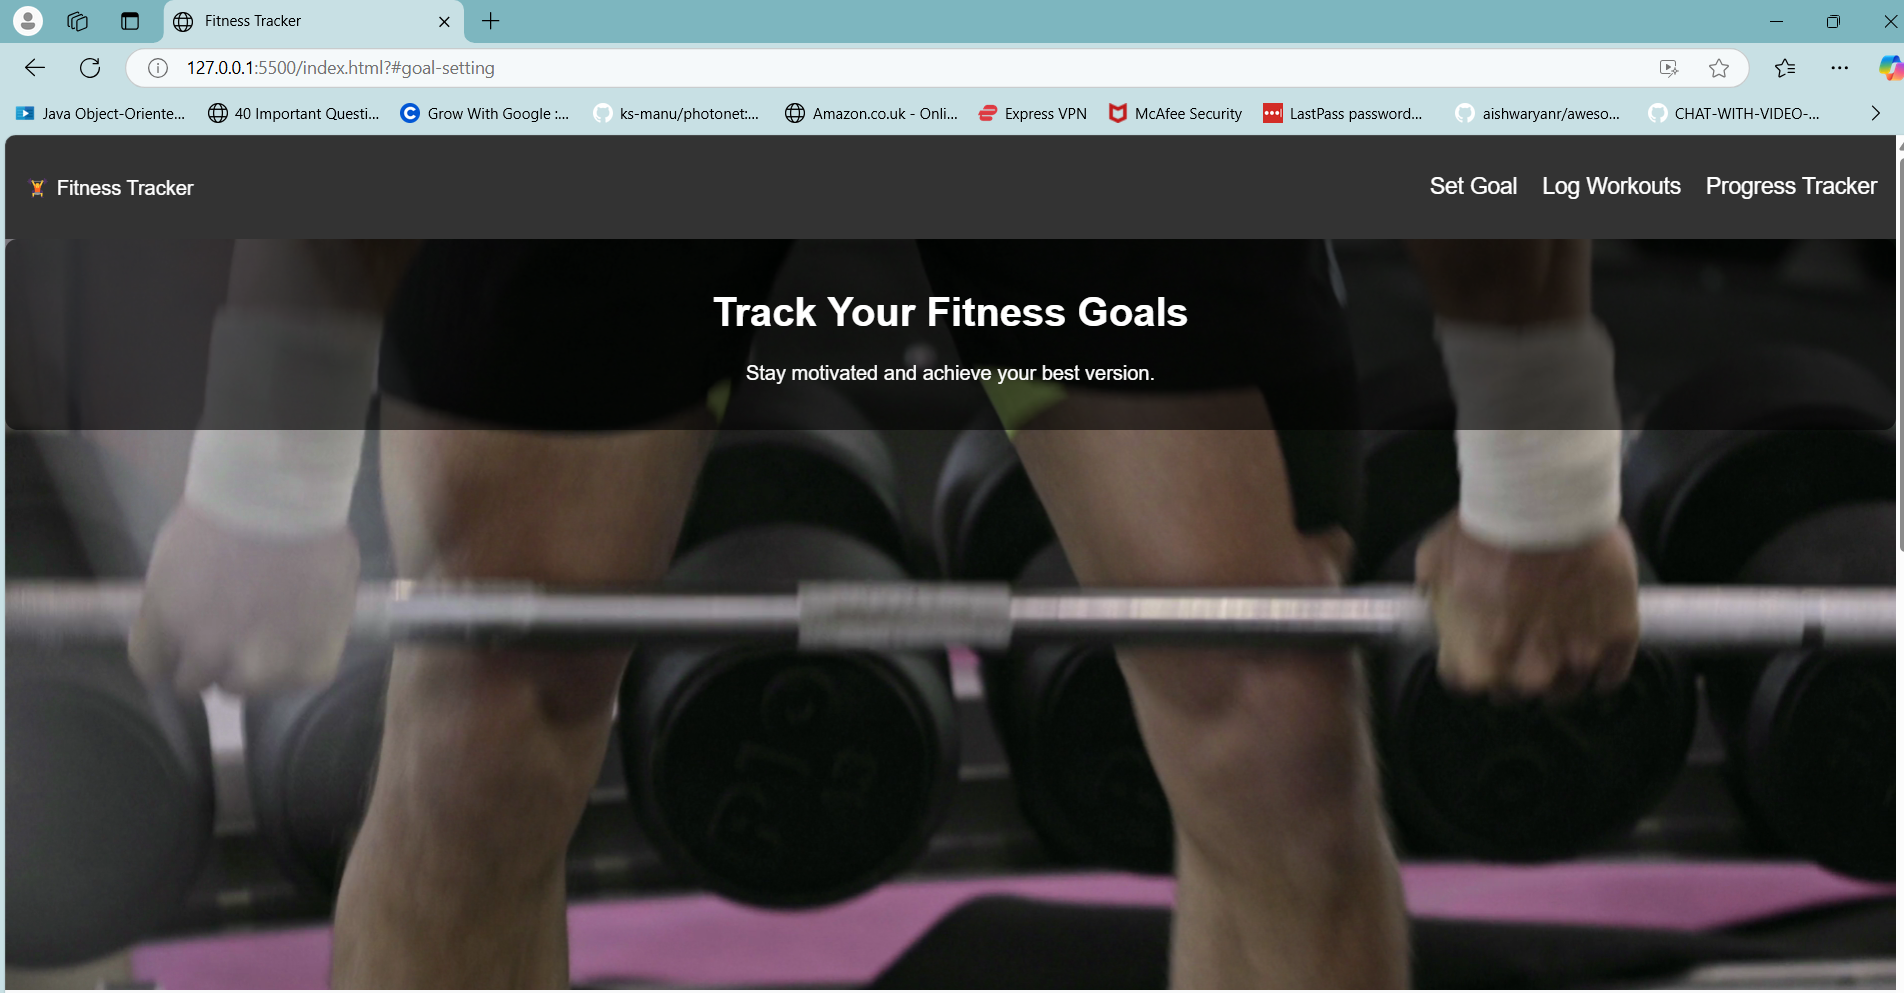 Fitness Tracker
127.0.0.1:5500/index.html?#goal-setting
Java Object-Oriente... 40 Important Questi... Grow With Google :... ks-manu/photonet:... Amazon.co.uk - Onli... Express VPN McAfee Security LastPass password... aishwaryanr/aweso... CHAT-WITH-VIDEO-...
Fitness Tracker Set Goal Log Workouts Progress Tracker
Track Your Fitness Goals
Stay motivated and achieve your best version.